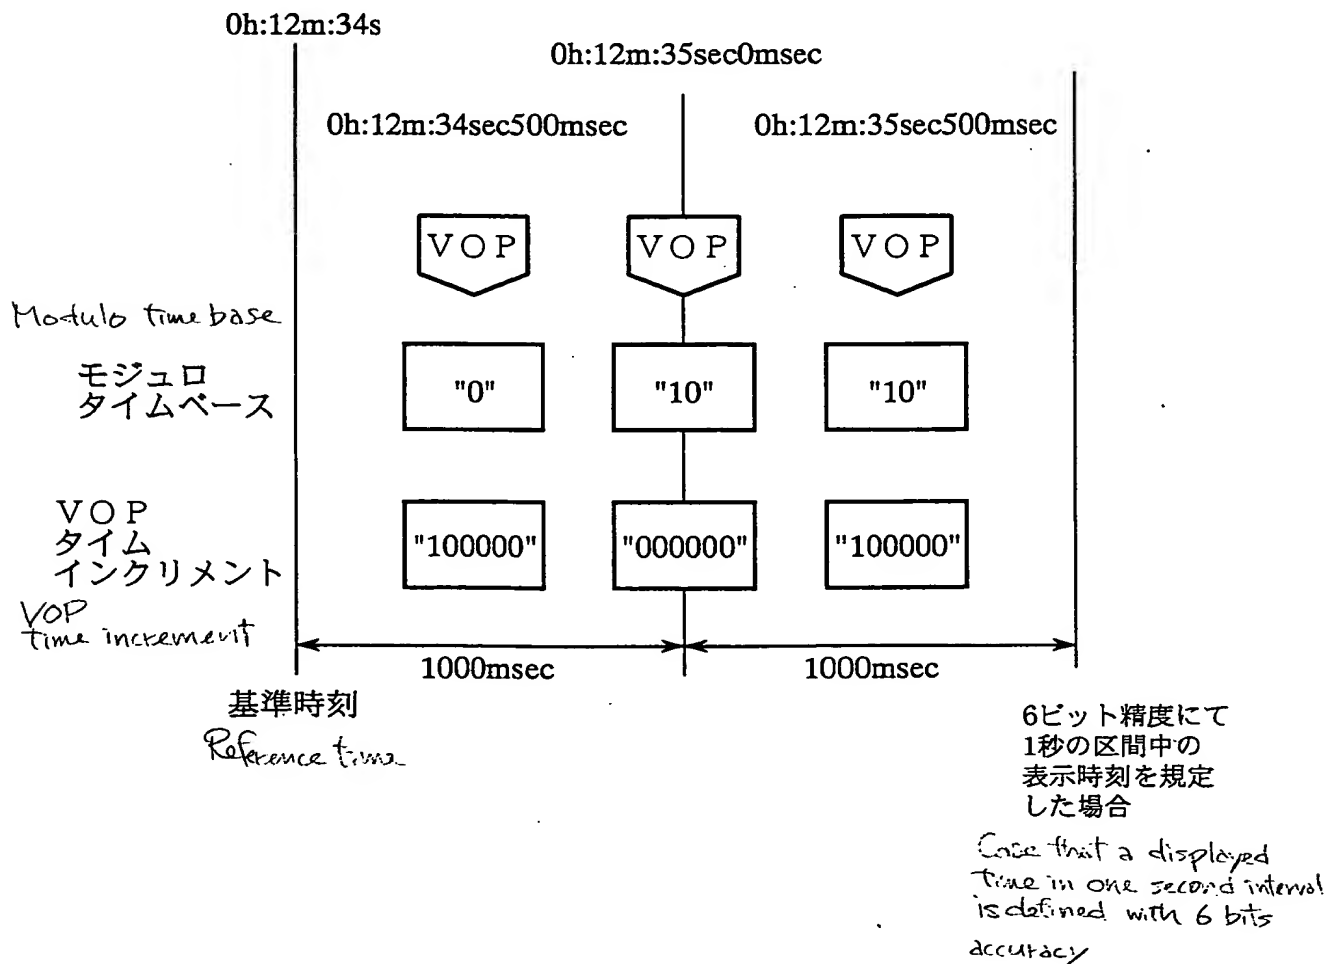 0h:12m:34s
0h:12m:35sec0msec
0h:12m:34sec500msec
0h:12m:35sec500msec
VOP
VOP
VOP
Modulo time base
モジュロ
タイムベース
"0"
"10"
"10"
VOP
タイム
インクリメント
"100000"
"000000"
"100000"
VOP
time increment
1000msec
1000msec
基準時刻
Reference time
6ビット精度にて
1秒の区間中の
表示時刻を規定
した場合
Case that a displayed
time in one second interval
is defined with 6 bits
accuracy